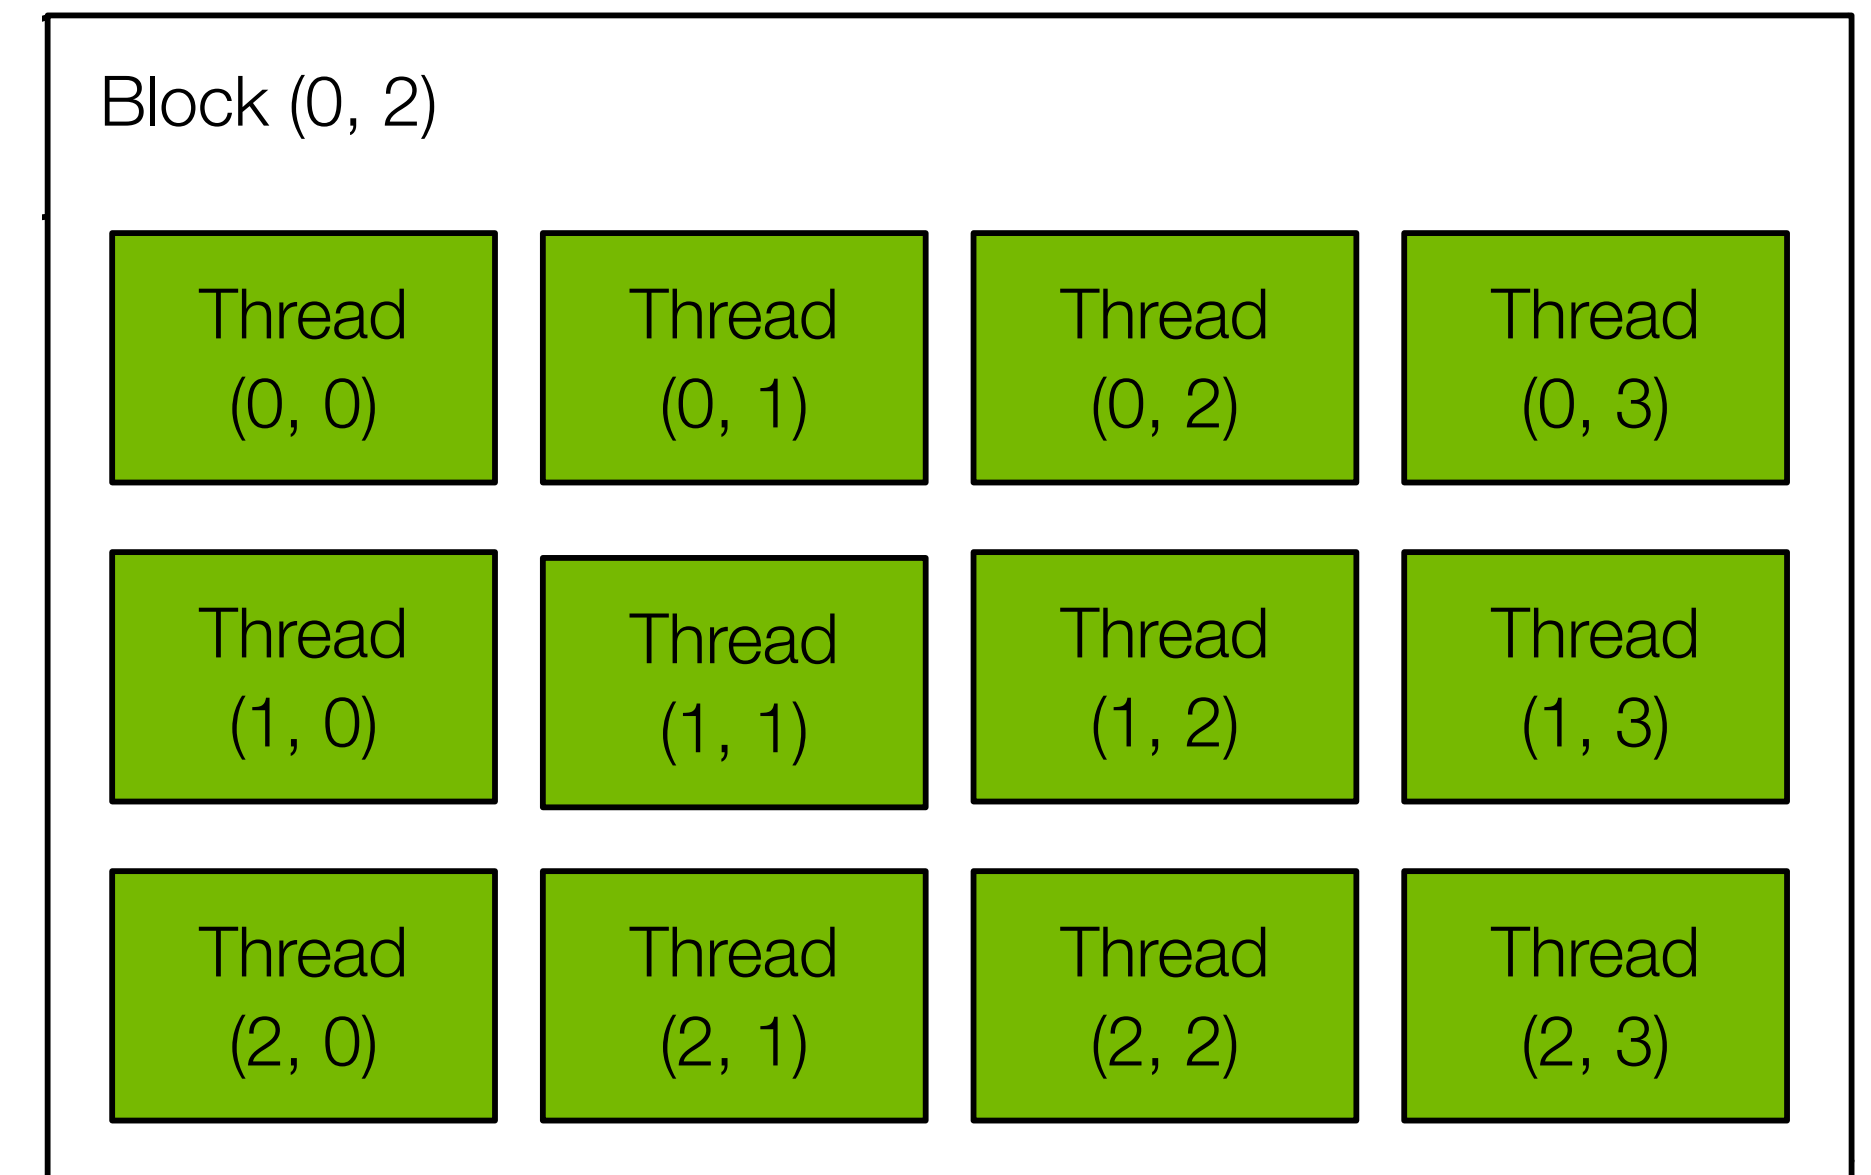 Block (0, 2)
Thread
(0, 0)
Thread
(0, 1)
Thread
(0, 2)
Thread
(0, 3)
Thread
(1, 0)
Thread
(1, 1)
Thread
(1, 2)
Thread
(1, 3)
Thread
(2, 0)
Thread
(2, 1)
Thread
(2, 2)
Thread
(2, 3)